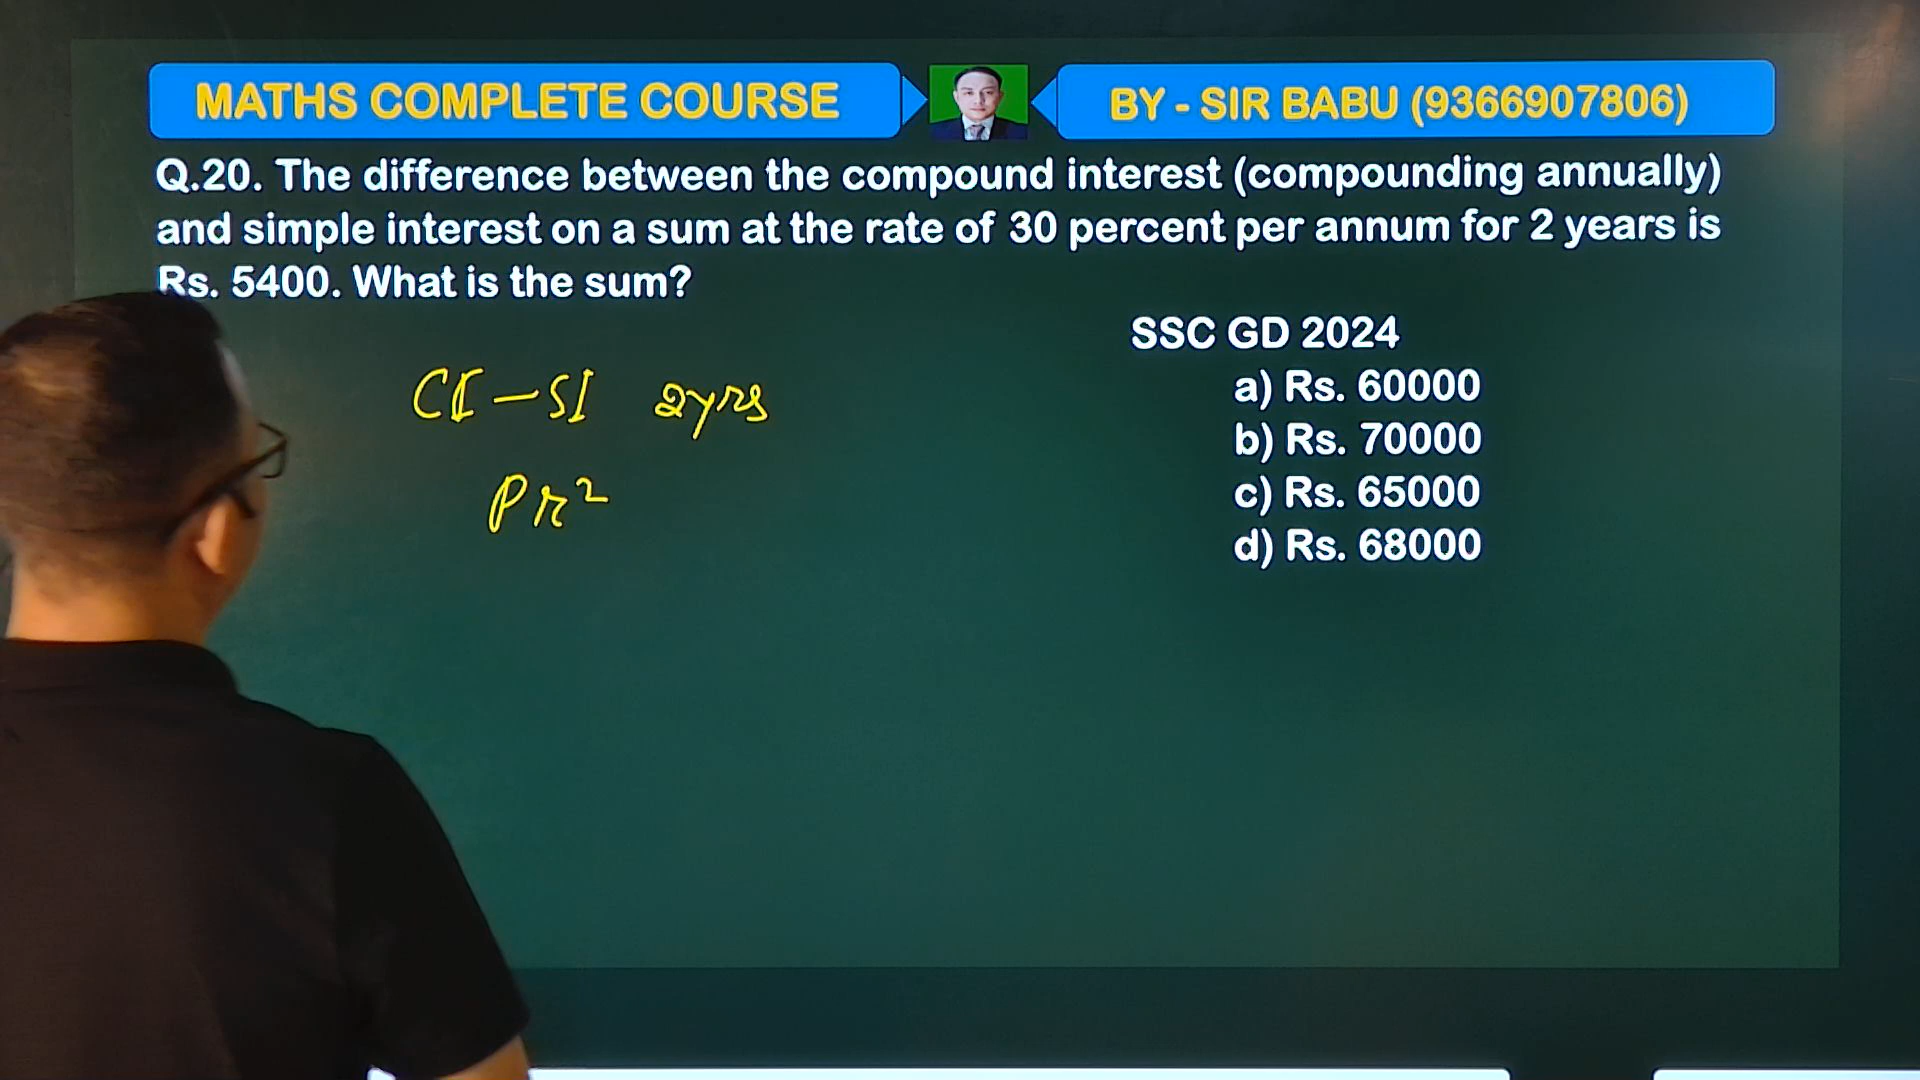 MATHS COMPLETE COURSE
BY - SIR BABU (9366907806)
Q.20. The difference between the compound interest (compounding annually)
and simple interest on a sum at the rate of 30 percent per annum for 2 years is
Rs. 5400. What is the sum?
SSC GD 2024
a) Rs. 60000
b) Rs. 70000
c) Rs. 65000
d) Rs. 68000
CI - SI 2yrs
Pr²